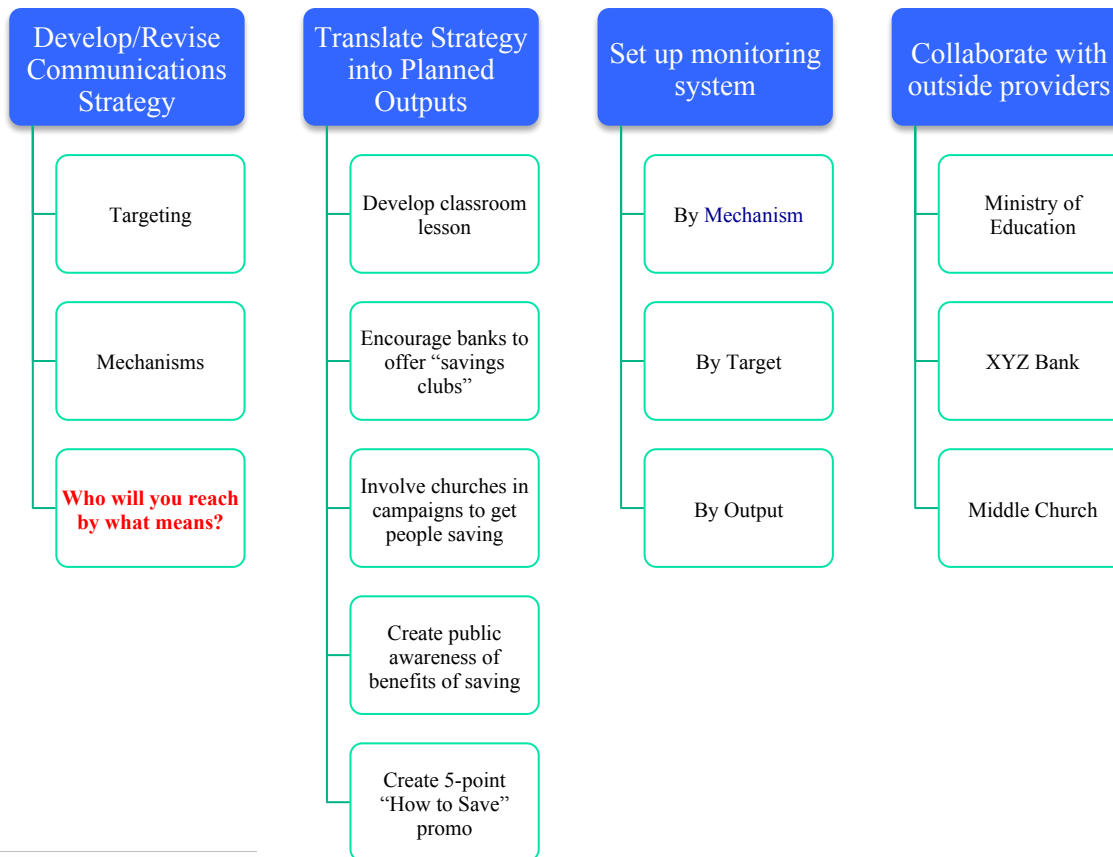 Develop/Revise
Communications
Strategy
Targeting
Mechanisms
Who will you reach
by what means?
Translate Strategy
into Planned
Outputs
Develop classroom
lesson
Encourage banks to
offer “savings
clubs”
Involve churches in
campaigns to get
people saving
Create public
awareness of
benefits of saving
Create 5-point
“How to Save”
promo
Set up monitoring
system
By Mechanism
By Target
By Output
Collaborate with
outside providers
Ministry of
Education
XYZ Bank
Middle Church